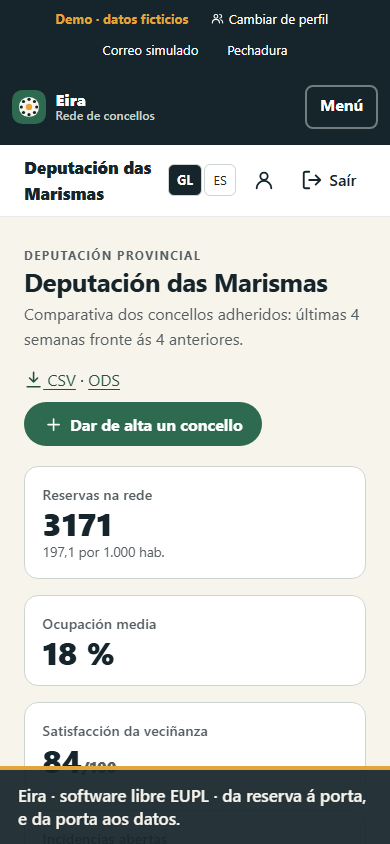 Demo · datos ficticios
Cambiar de perfil
Correo simulado
Pechadura
Eira
Rede de concellos
Menú
Deputación das
Marismas
GL
ES
Saír
DEPUTACIÓN PROVINCIAL
Deputación das Marismas
Comparativa dos concellos adheridos: últimas 4
semanas fronte ás 4 anteriores.
CSV · ODS
Dar de alta un concello
Reservas na rede
3171
197,1 por 1.000 hab.
Ocupación media
18 %
Satisfacción da veciñanza
84/100
Eira · software libre EUPL · da reserva á porta,
e da porta aos datos.
Incidencias abertas